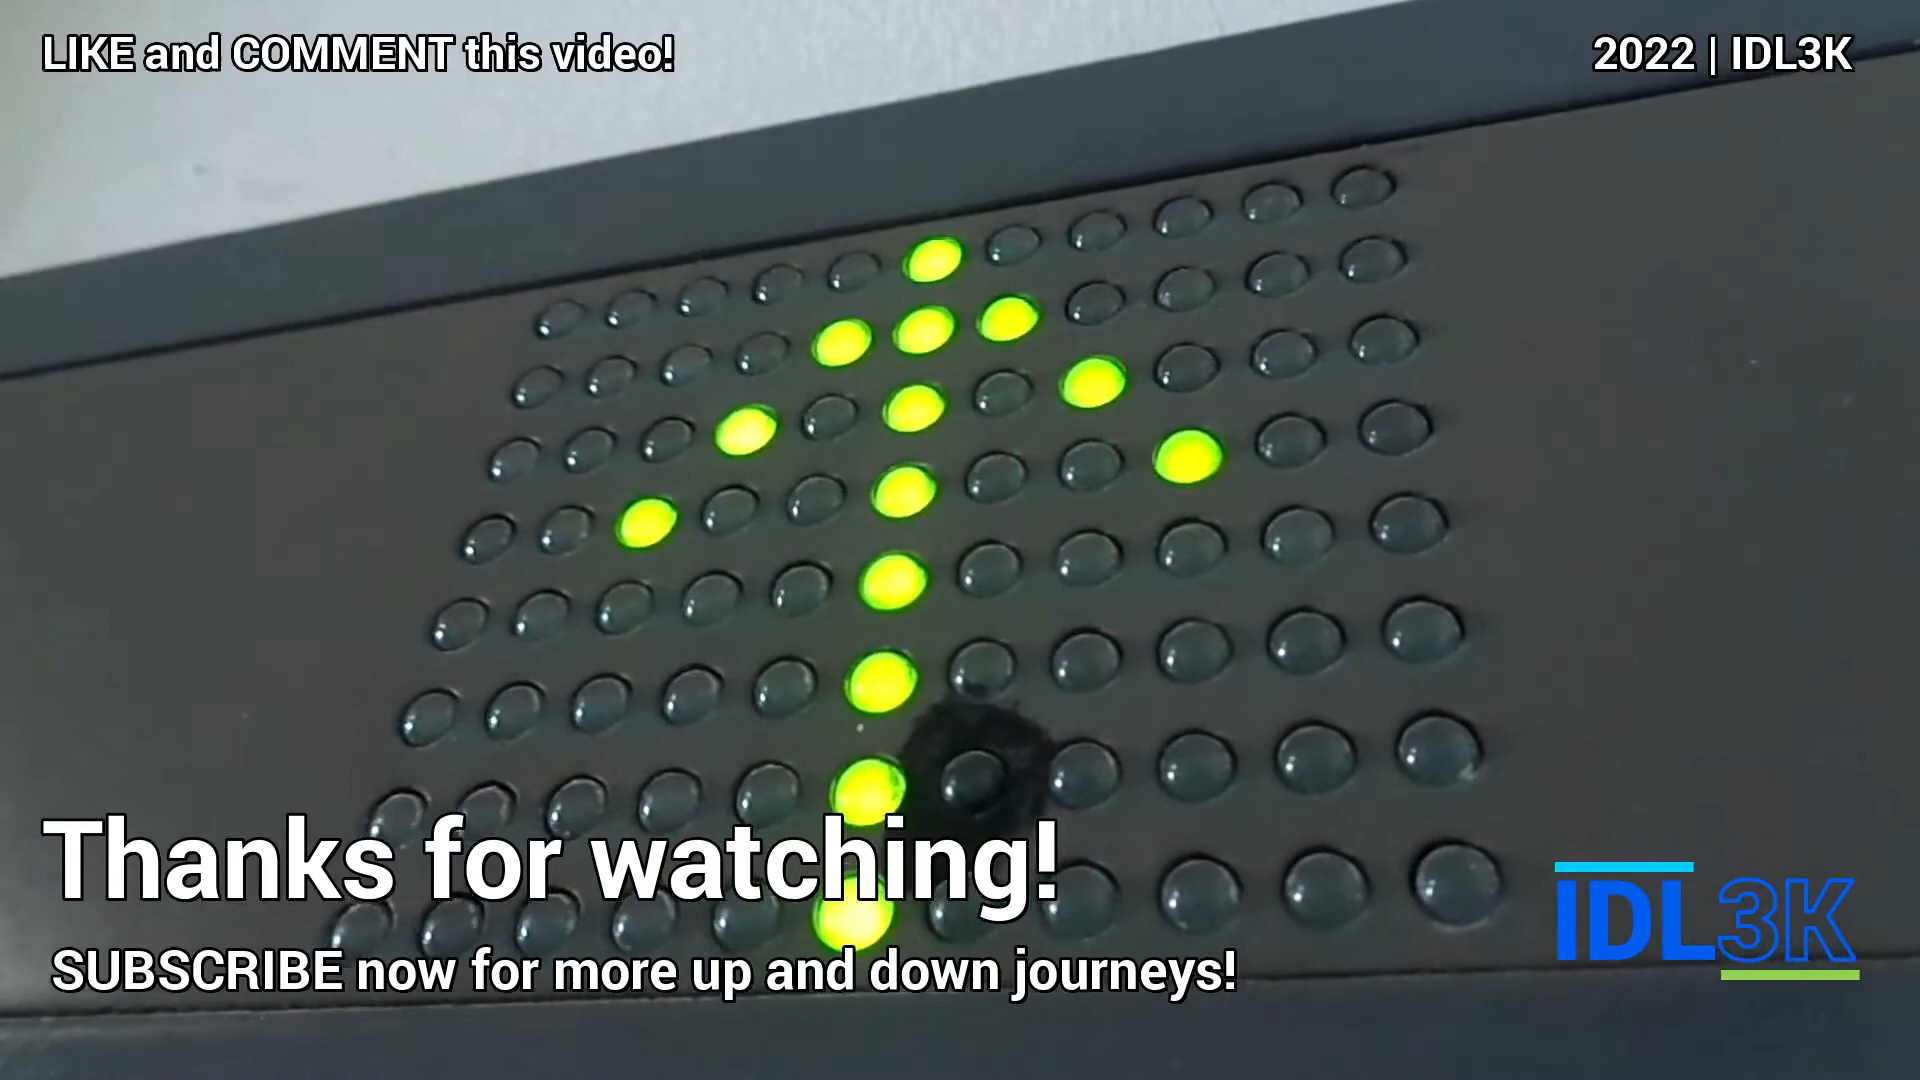 LIKE and COMMENT this video!
2022 | IDL3K
Thanks for watching!
SUBSCRIBE now for more up and down journeys!
IDL3K